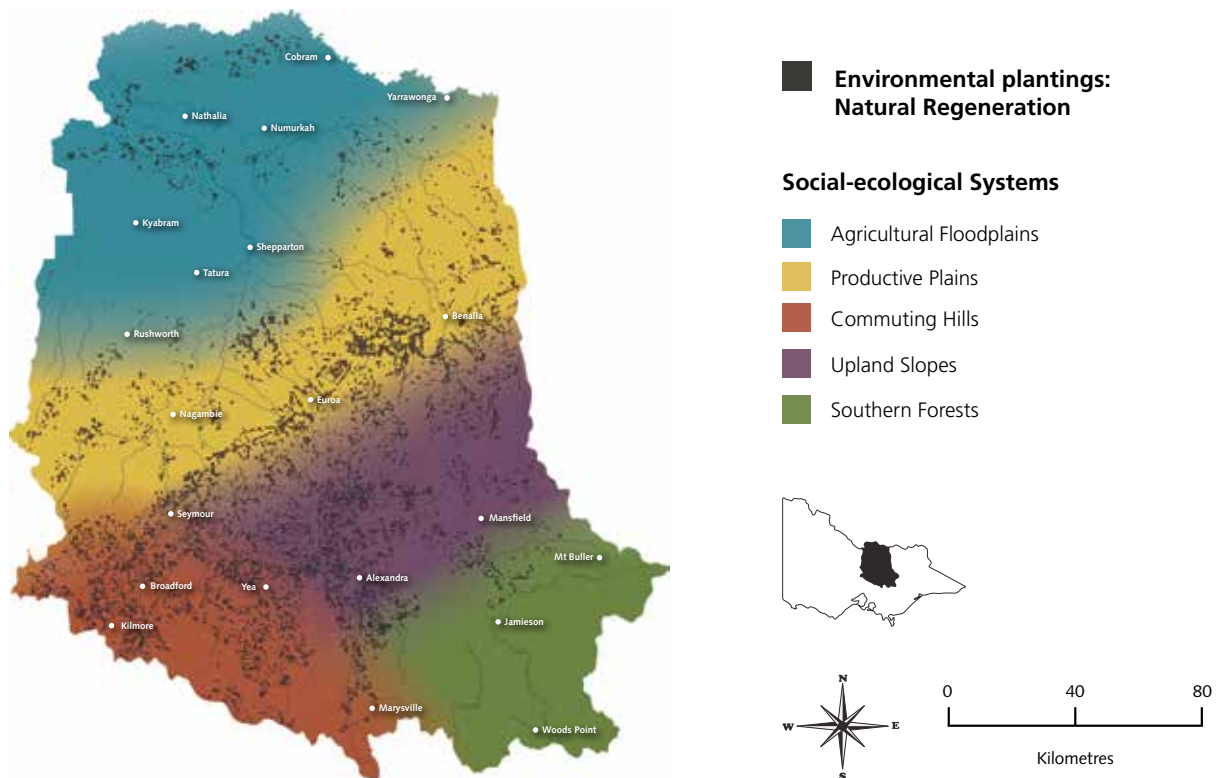 Cobram
Yarrawonga
Nathalia
Numurkah
Kyabram
Shepparton
Tatura
Rushworth
Benalla
Euroa
Nagambie
Seymour
Mansfield
Mt Buller
Alexandra
Broadford
Yea
Jamieson
Kilmore
Marysville
Woods Point
Environmental plantings:
Natural Regeneration
Social-ecological Systems
Agricultural Floodplains
Productive Plains
Commuting Hills
Upland Slopes
Southern Forests
N
W
E
S
0 40 80
Kilometres